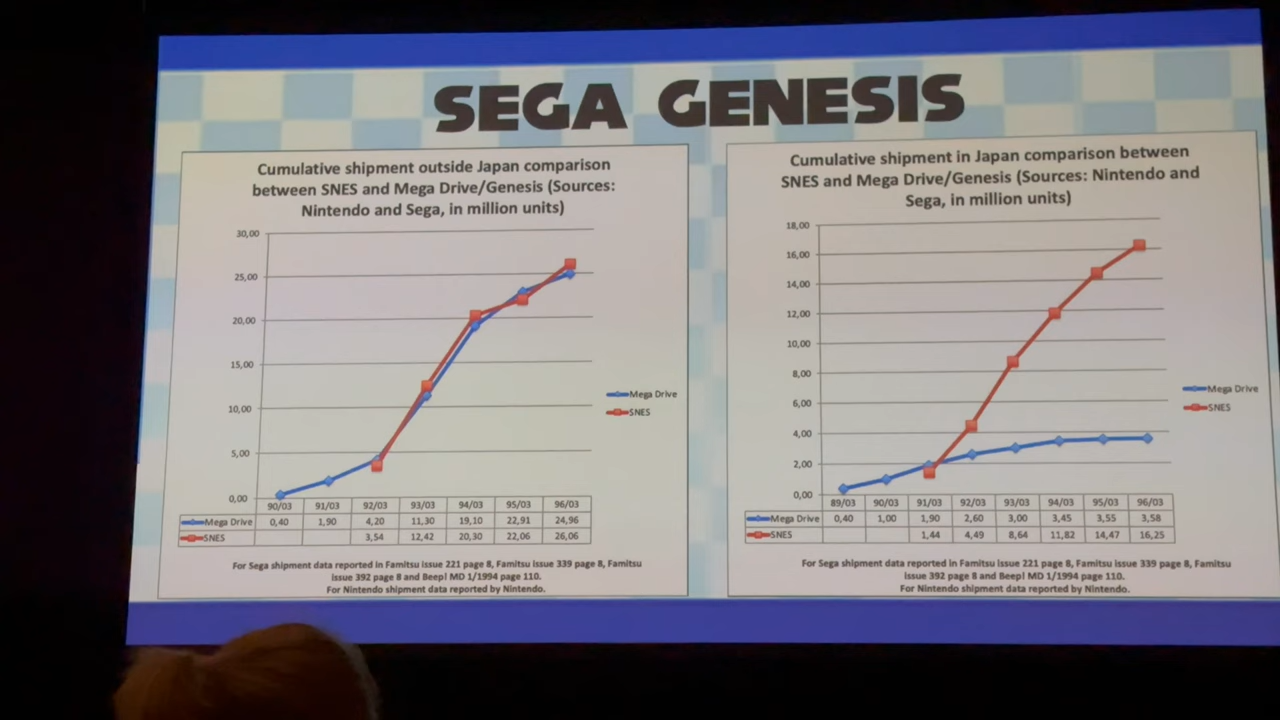 SEGA GENESIS
Cumulative shipment outside Japan comparison
between SNES and Mega Drive/Genesis (Sources:
Nintendo and Sega, in million units)
30,00
25,00
20,00
15,00
10,00
5,00
0,00
Mega Drive
SNES
90/03 91/03 92/03 93/03 94/03 95/03 96/03
Mega Drive 0,40 1,90 4,20 11,30 19,10 22,91 24,96
SNES 3,54 12,42 20,30 22,06 26,06
For Sega shipment data reported in Famitsu issue 221 page 8, Famitsu issue 339 page 8, Famitsu
issue 392 page 8 and Beep! MD 1/1994 page 110.
For Nintendo shipment data reported by Nintendo.
Cumulative shipment in Japan comparison between
SNES and Mega Drive/Genesis (Sources: Nintendo and
Sega, in million units)
18,00
16,00
14,00
12,00
10,00
8,00
6,00
4,00
2,00
0,00
Mega Drive
SNES
89/03 90/03 91/03 92/03 93/03 94/03 95/03 96/03
Mega Drive 0,40 1,00 1,90 2,60 3,00 3,45 3,55 3,58
SNES 1,44 4,49 8,64 11,82 14,47 16,25
For Sega shipment data reported in Famitsu issue 221 page 8, Famitsu issue 339 page 8, Famitsu
issue 392 page 8 and Beep! MD 1/1994 page 110.
For Nintendo shipment data reported by Nintendo.